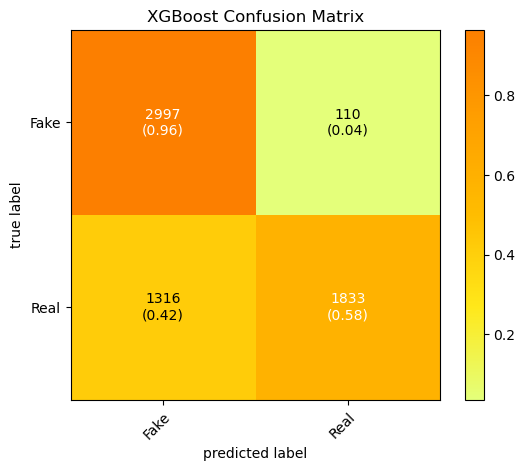 XGBoost Confusion Matrix
Fake
2997
(0.96)
110
(0.04)
Real
1316
(0.42)
1833
(0.58)
Fake
Real
predicted label
true label
0.8
0.6
0.4
0.2